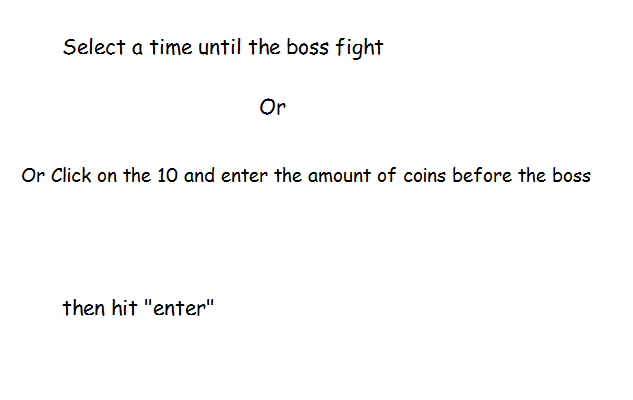 Select a time until the boss fight
Or
Or Click on the 10 and enter the amount of coins before the boss
then hit "enter"